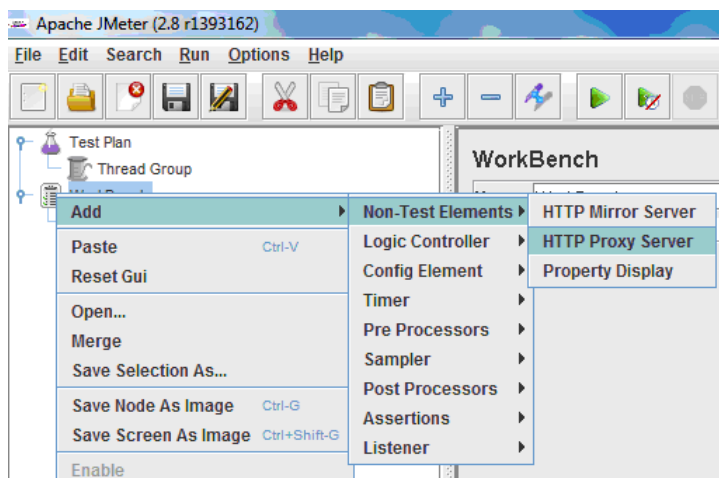 Apache JMeter (2.8 r1393162)
File Edit Search Run Options Help
Test Plan
Thread Group
WorkBench
Add
Paste Ctrl-V
Reset Gui
Open...
Merge
Save Selection As...
Save Node As Image Ctrl-G
Save Screen As Image Ctrl+Shift-G
Enable
Non-Test Elements
Logic Controller
Config Element
Timer
Pre Processors
Sampler
Post Processors
Assertions
Listener
HTTP Mirror Server
HTTP Proxy Server
Property Display